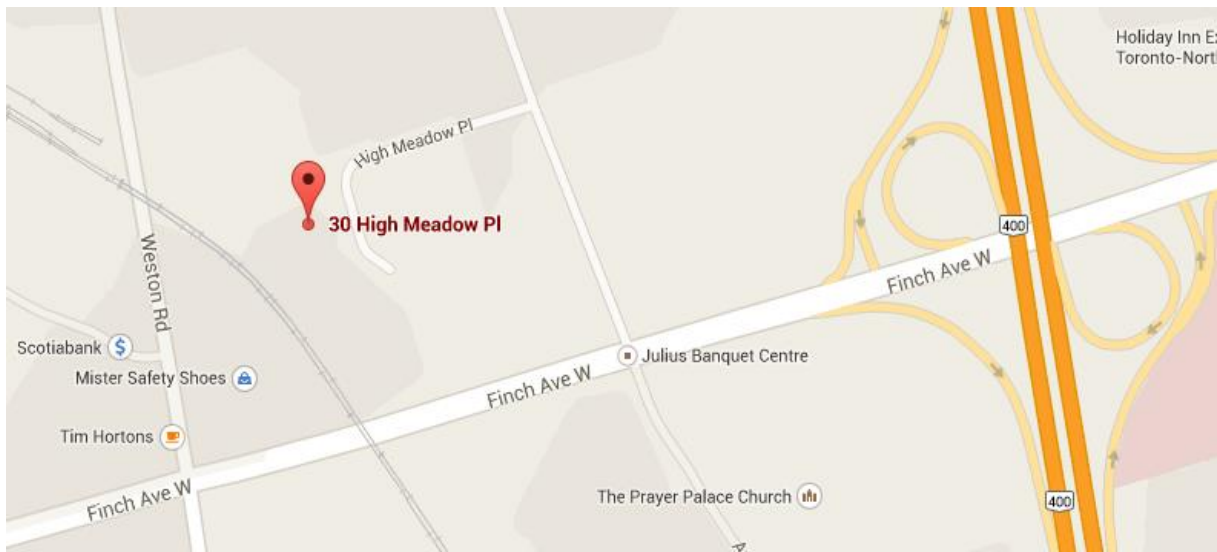 Holiday Inn Ex
Toronto-North
High Meadow Pl
30 High Meadow Pl
400
Weston Rd
Finch Ave W
Scotiabank
$
Julius Banquet Centre
Mister Safety Shoes
Finch Ave W
Tim Hortons
The Prayer Palace Church
400
Finch Ave W